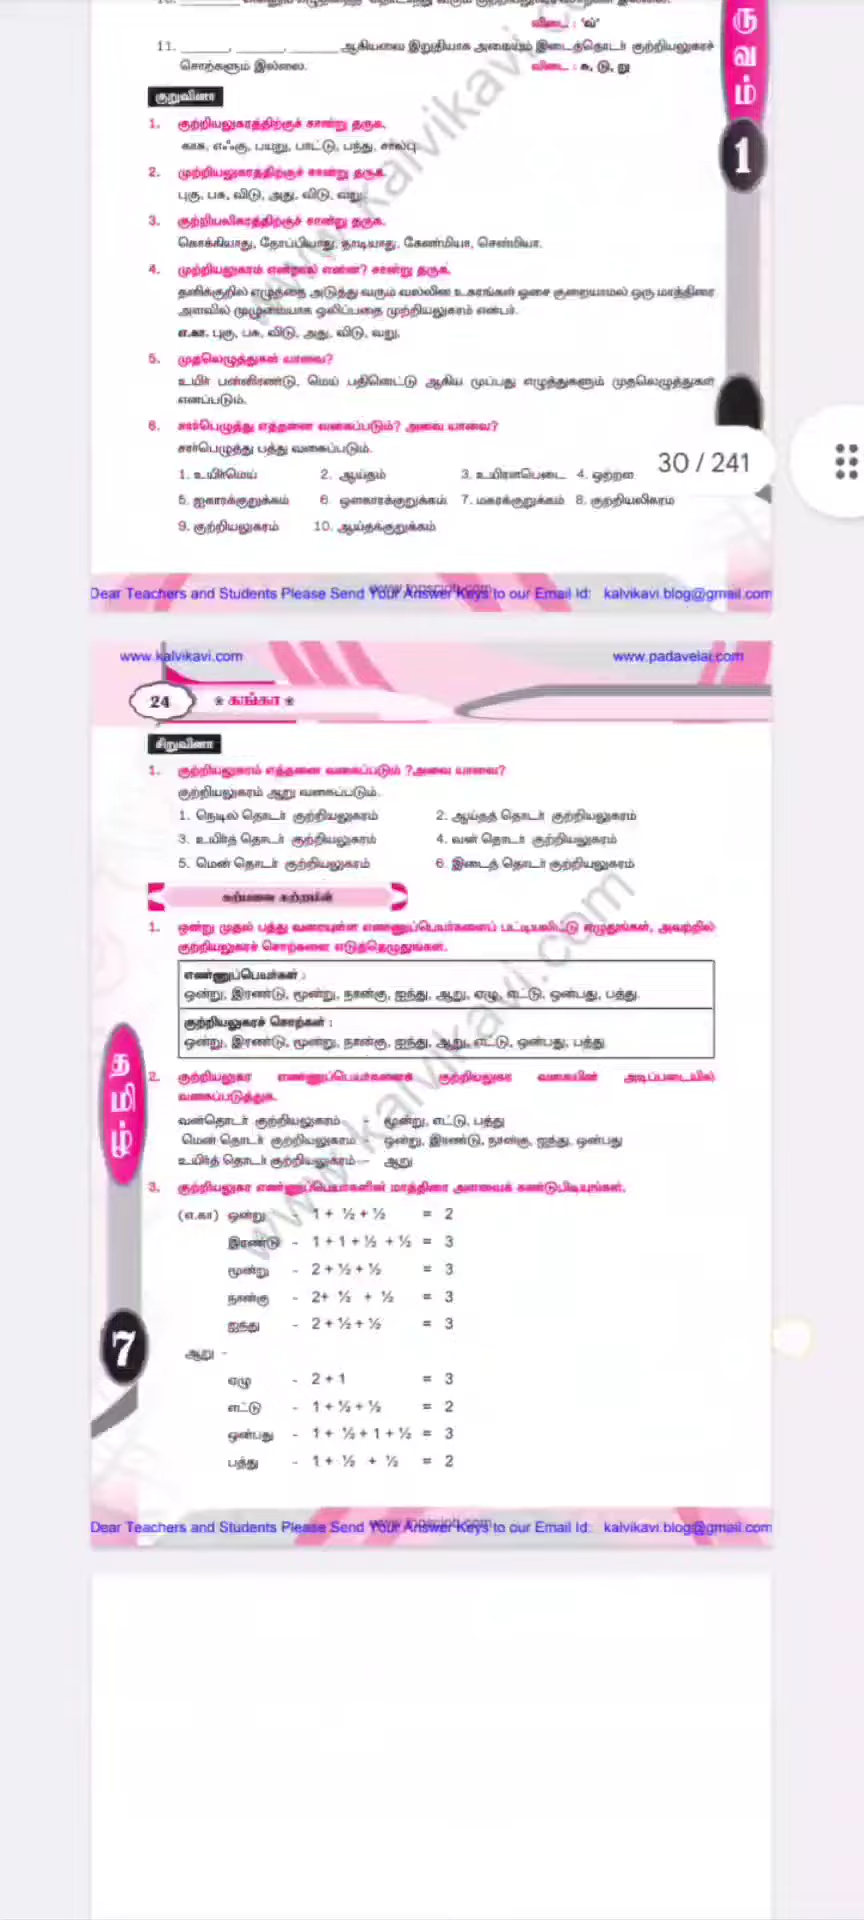 விடை : 'வ்'
11. ______, ______, ______ ஆகியவை இறுதியாக அமையும் இடைத்தொடர் குற்றியலுகரச்
சொற்களும் இல்லை. விடை : சு, டு, று
குறுவினா
1. குற்றியலுகரத்திற்குச் சான்று தருக.
காசு, எஃகு, பயறு, பாட்டு, பந்து, சால்பு
2. முற்றியலுகரத்திற்குச் சான்று தருக.
புகு, பசு, விடு, அது, விடு, வறு.
3. குற்றியலிகரத்திற்குச் சான்று தருக.
கொக்கியாது, தோப்பியாது, நாடியாது, கேண்மியா, சென்மியா.
4. முற்றியலுகரம் என்றால் என்ன? சான்று தருக.
தனிக்குறில் எழுத்தை அடுத்து வரும் வல்லின உகரங்கள் ஓசை குறையாமல் ஒரு மாத்திரை
அளவில் முழுமையாக ஒலிப்பதை முற்றியலுகரம் என்பர்.
எ.கா. புகு, பசு, விடு, அது, விடு, வறு.
5. முதலெழுத்துகள் யாவை?
உயிர் பன்னிரண்டு, மெய் பதினெட்டு ஆகிய முப்பது எழுத்துகளும் முதலெழுத்துகள்
எனப்படும்.
6. சார்பெழுத்து எத்தனை வகைப்படும்? அவை யாவை?
சார்பெழுத்து பத்து வகைப்படும்.
1. உயிர்மெய் 2. ஆய்தம் 3. உயிரளபெடை 4. ஒற்றள
5. ஐகாரக்குறுக்கம் 6. ஔகாரக்குறுக்கம் 7. மகரக்குறுக்கம் 8. குற்றியலிகரம
9. குற்றியலுகரம் 10. ஆய்தக்குறுக்கம்
ருவம்
1
30 / 241
Dear Teachers and Students Please Send Your Answer Keys to our Email Id: kalvikavi.blog@gmail.com
www.kalvikavi.com www.padavelai.com
24 கங்கா
சிறுவினா
1. குற்றியலுகரம் எத்தனை வகைப்படும் ?அவை யாவை?
குற்றியலுகரம் ஆறு வகைப்படும்.
1. நெடில் தொடர் குற்றியலுகரம் 2. ஆய்தத் தொடர் குற்றியலுகரம்
3. உயிர்த் தொடர் குற்றியலுகரம் 4. வன் தொடர் குற்றியலுகரம்
5. மென் தொடர் குற்றியலுகரம் 6. இடைத் தொடர் குற்றியலுகரம்
கற்பவை கற்றபின்
1. ஒன்று முதல் பத்து வரையுள்ள எண்ணுப்பெயர்களைப் பட்டியலிட்டு எழுதுங்கள், அவற்றில்
குற்றியலுகரச் சொற்களை எடுத்தெழுதுங்கள்.
எண்ணுப்பெயர்கள் :
ஒன்று, இரண்டு, மூன்று, நான்கு, ஐந்து, ஆறு, ஏழு, எட்டு, ஒன்பது, பத்து.
குற்றியலுகரச் சொற்கள் :
ஒன்று, இரண்டு, மூன்று, நான்கு, ஐந்து, ஆறு, எட்டு, ஒன்பது, பத்து
2. குற்றியலுகர எண்ணுப்பெயர்களைக் குற்றியலுகர வகையின் அடிப்படையில்
வகைப்படுத்துக.
வன்தொடர் குற்றியலுகரம் - மூன்று, எட்டு, பத்து
மென் தொடர் குற்றியலுகரம் - ஒன்று, இரண்டு, நான்கு, ஐந்து, ஒன்பது
உயிர்த் தொடர் குற்றியலுகரம் - ஆறு
3. குற்றியலுகர எண்ணுப்பெயர்களின் மாத்திரை அளவைக் கண்டுபிடியுங்கள்.
(எ.கா) ஒன்று - 1 + ½ + ½ = 2
இரண்டு - 1 + 1 + ½ + ½ = 3
மூன்று - 2 + ½ + ½ = 3
நான்கு - 2+ ½ + ½ = 3
ஐந்து - 2 + ½ + ½ = 3
ஆறு -
ஏழு - 2 + 1 = 3
எட்டு - 1 + ½ + ½ = 2
ஒன்பது - 1 + ½ + 1 + ½ = 3
பத்து - 1 + ½ + ½ = 2
தமிழ்
7
Dear Teachers and Students Please Send Your Answer Keys to our Email Id: kalvikavi.blog@gmail.com
www.kalvikavi.com
www.kalvikavi.com